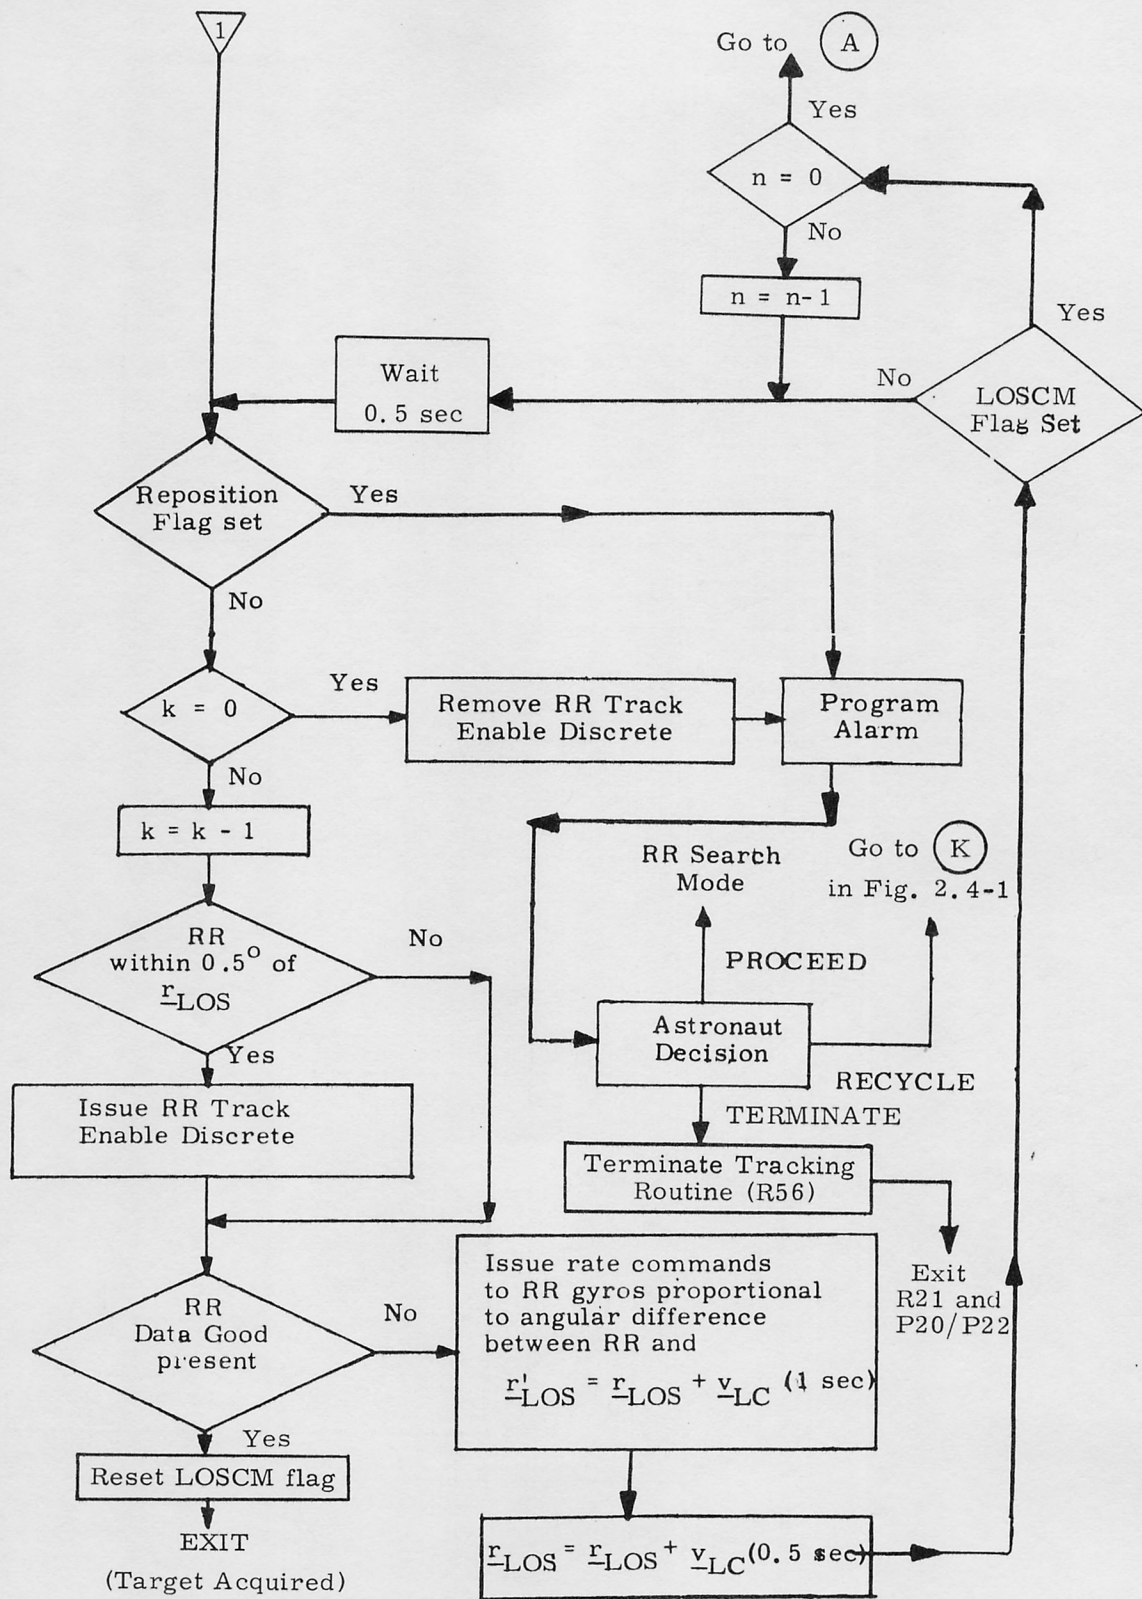 1
Go to A
Yes
n = 0
No
n = n-1
Yes
LOSCM
Flag Set
No
Wait
0.5 sec
Reposition
Flag set
Yes
No
k = 0
Yes
Remove RR Track
Enable Discrete
Program
Alarm
No
k = k - 1
RR Search
Mode
Go to K
in Fig. 2.4-1
RR
within 0.5° of
r_LOS
No
PROCEED
Astronaut
Decision
RECYCLE
TERMINATE
Yes
Issue RR Track
Enable Discrete
Terminate Tracking
Routine (R56)
Exit
R21 and
P20/P22
RR
Data Good
present
No
Issue rate commands
to RR gyros proportional
to angular difference
between RR and
r'_LOS = r_LOS + v_LC (1 sec)
Yes
Reset LOSCM flag
EXIT
(Target Acquired)
r_LOS = r_LOS + v_LC (0.5 sec)